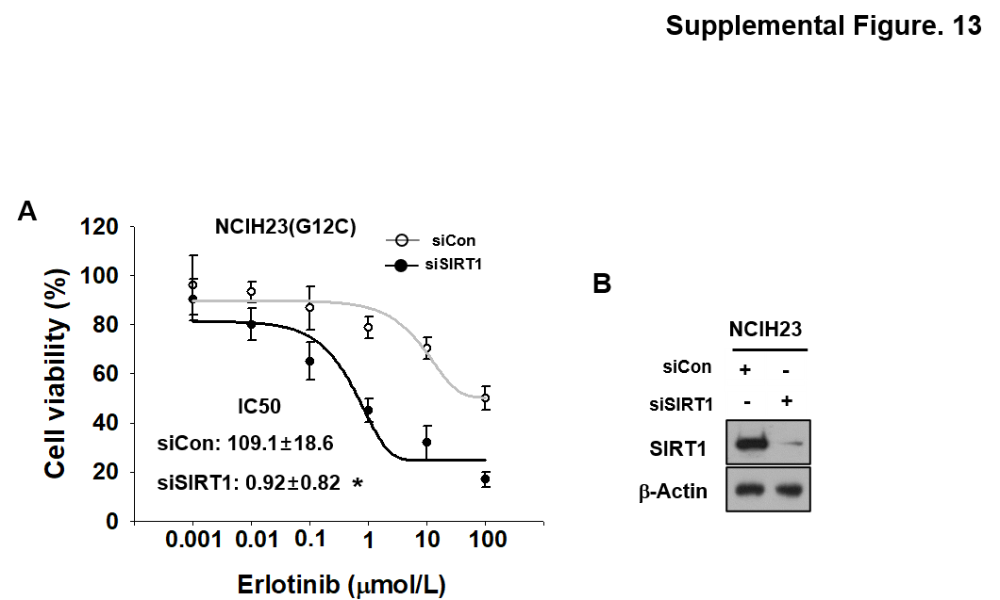 Supplemental Figure. 13
A
NCIH23(G12C)
siCon
siSIRT1
Cell viability (%)
120
100
80
60
40
20
0
IC50
siCon: 109.1±18.6
siSIRT1: 0.92±0.82 *
0.001 0.01 0.1 1 10 100
Erlotinib (μmol/L)
B
NCIH23
siCon + -
siSIRT1 - +
SIRT1
β-Actin